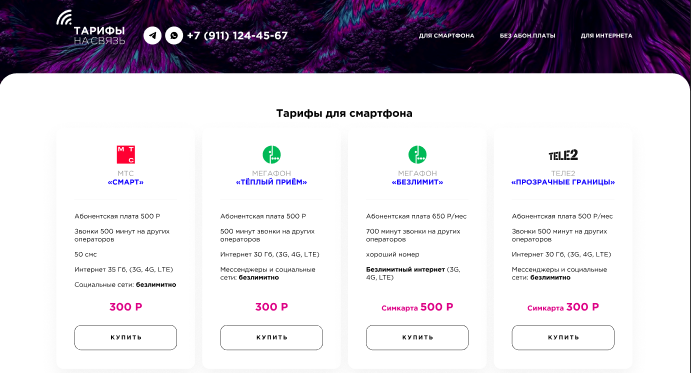 ТАРИФЫ
НА СВЯЗЬ
+7 (911) 124-45-67
ДЛЯ СМАРТФОНА
БЕЗ АБОН.ПЛАТЫ
ДЛЯ ИНТЕРНЕТА
Тарифы для смартфона
М Т
С
МТС
«СМАРТ»
Абонентская плата 500 Р
Звонки 500 минут на других
операторов
50 смс
Интернет 35 Гб, (3G, 4G, LTE)
Социальные сети: безлимитно
300 Р
КУПИТЬ
МЕГАФОН
«ТЁПЛЫЙ ПРИЁМ»
Абонентская плата 500 Р
500 минут звонки на других
операторов
Интернет 30 Гб, (3G, 4G, LTE)
Мессенджеры и социальные
сети: безлимитно
300 Р
КУПИТЬ
МЕГАФОН
«БЕЗЛИМИТ»
Абонентская плата 650 Р/мес
700 минут звонки на других
операторов
хороший номер
Безлимитный интернет (3G,
4G, LTE)
Симкарта 500 Р
КУПИТЬ
TELE2
ТЕЛЕ2
«ПРОЗРАЧНЫЕ ГРАНИЦЫ»
Абонентская плата 500 Р/мес
Звонки 500 минут на других
операторов
Интернет 30 Гб, (3G, 4G, LTE)
Мессенджеры и социальные
сети: безлимитно
Симкарта 300 Р
КУПИТЬ